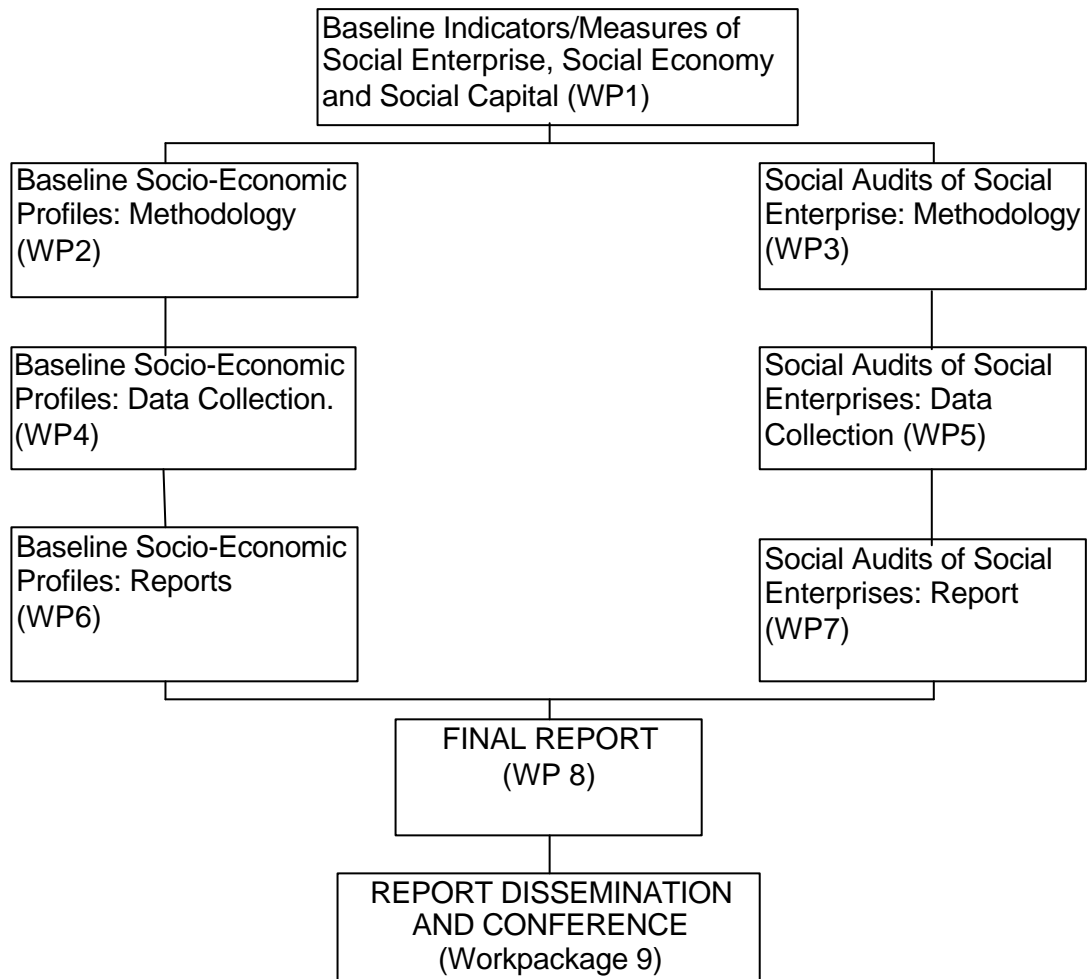 Baseline Indicators/Measures of
Social Enterprise, Social Economy
and Social Capital (WP1)
Baseline Socio-Economic
Profiles: Methodology
(WP2)
Social Audits of Social
Enterprise: Methodology
(WP3)
Baseline Socio-Economic
Profiles: Data Collection.
(WP4)
Social Audits of Social
Enterprises: Data
Collection (WP5)
Baseline Socio-Economic
Profiles: Reports
(WP6)
Social Audits of Social
Enterprises: Report
(WP7)
FINAL REPORT
(WP 8)
REPORT DISSEMINATION
AND CONFERENCE
(Workpackage 9)